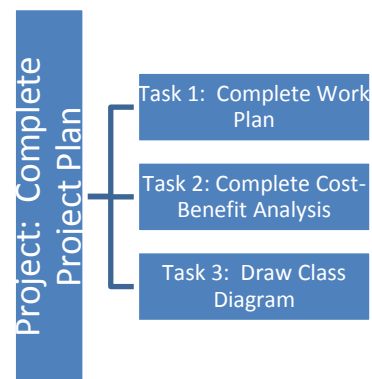 Project: Complete
Project Plan
Task 1:  Complete Work
Plan
Task 2: Complete Cost-
Benefit Analysis
Task 3:  Draw Class
Diagram